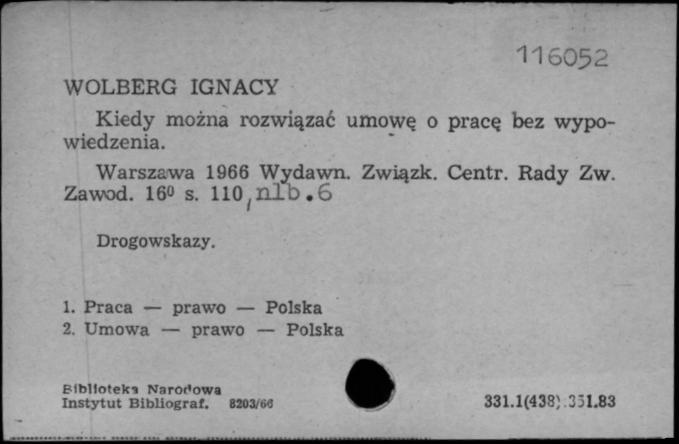 116052
WOLBERG IGNACY
Kiedy można rozwiązać umowę o pracę bez wypo-
wiedzenia.
Warszawa 1966 Wydawn. Związk. Centr. Rady Zw.
Zawod. 16⁰ s. 110, nlb. 6
Drogowskazy.
1. Praca — prawo — Polska
2. Umowa — prawo — Polska
Biblioteka Narodowa
Instytut Bibliograf. 8203/66
331.1(438):351.83